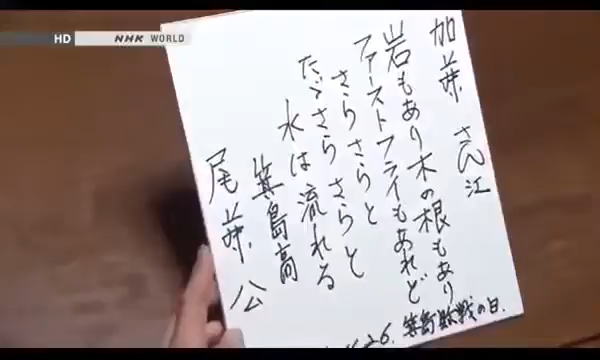 HD
NHK WORLD
加藤 さん江
岩もあり木の根もあり
ファーストフライもあれど
さらさらと
たゞさらさらと
水は流れる
箕島高
尾藤 公
26. 箕島敗戦の日.